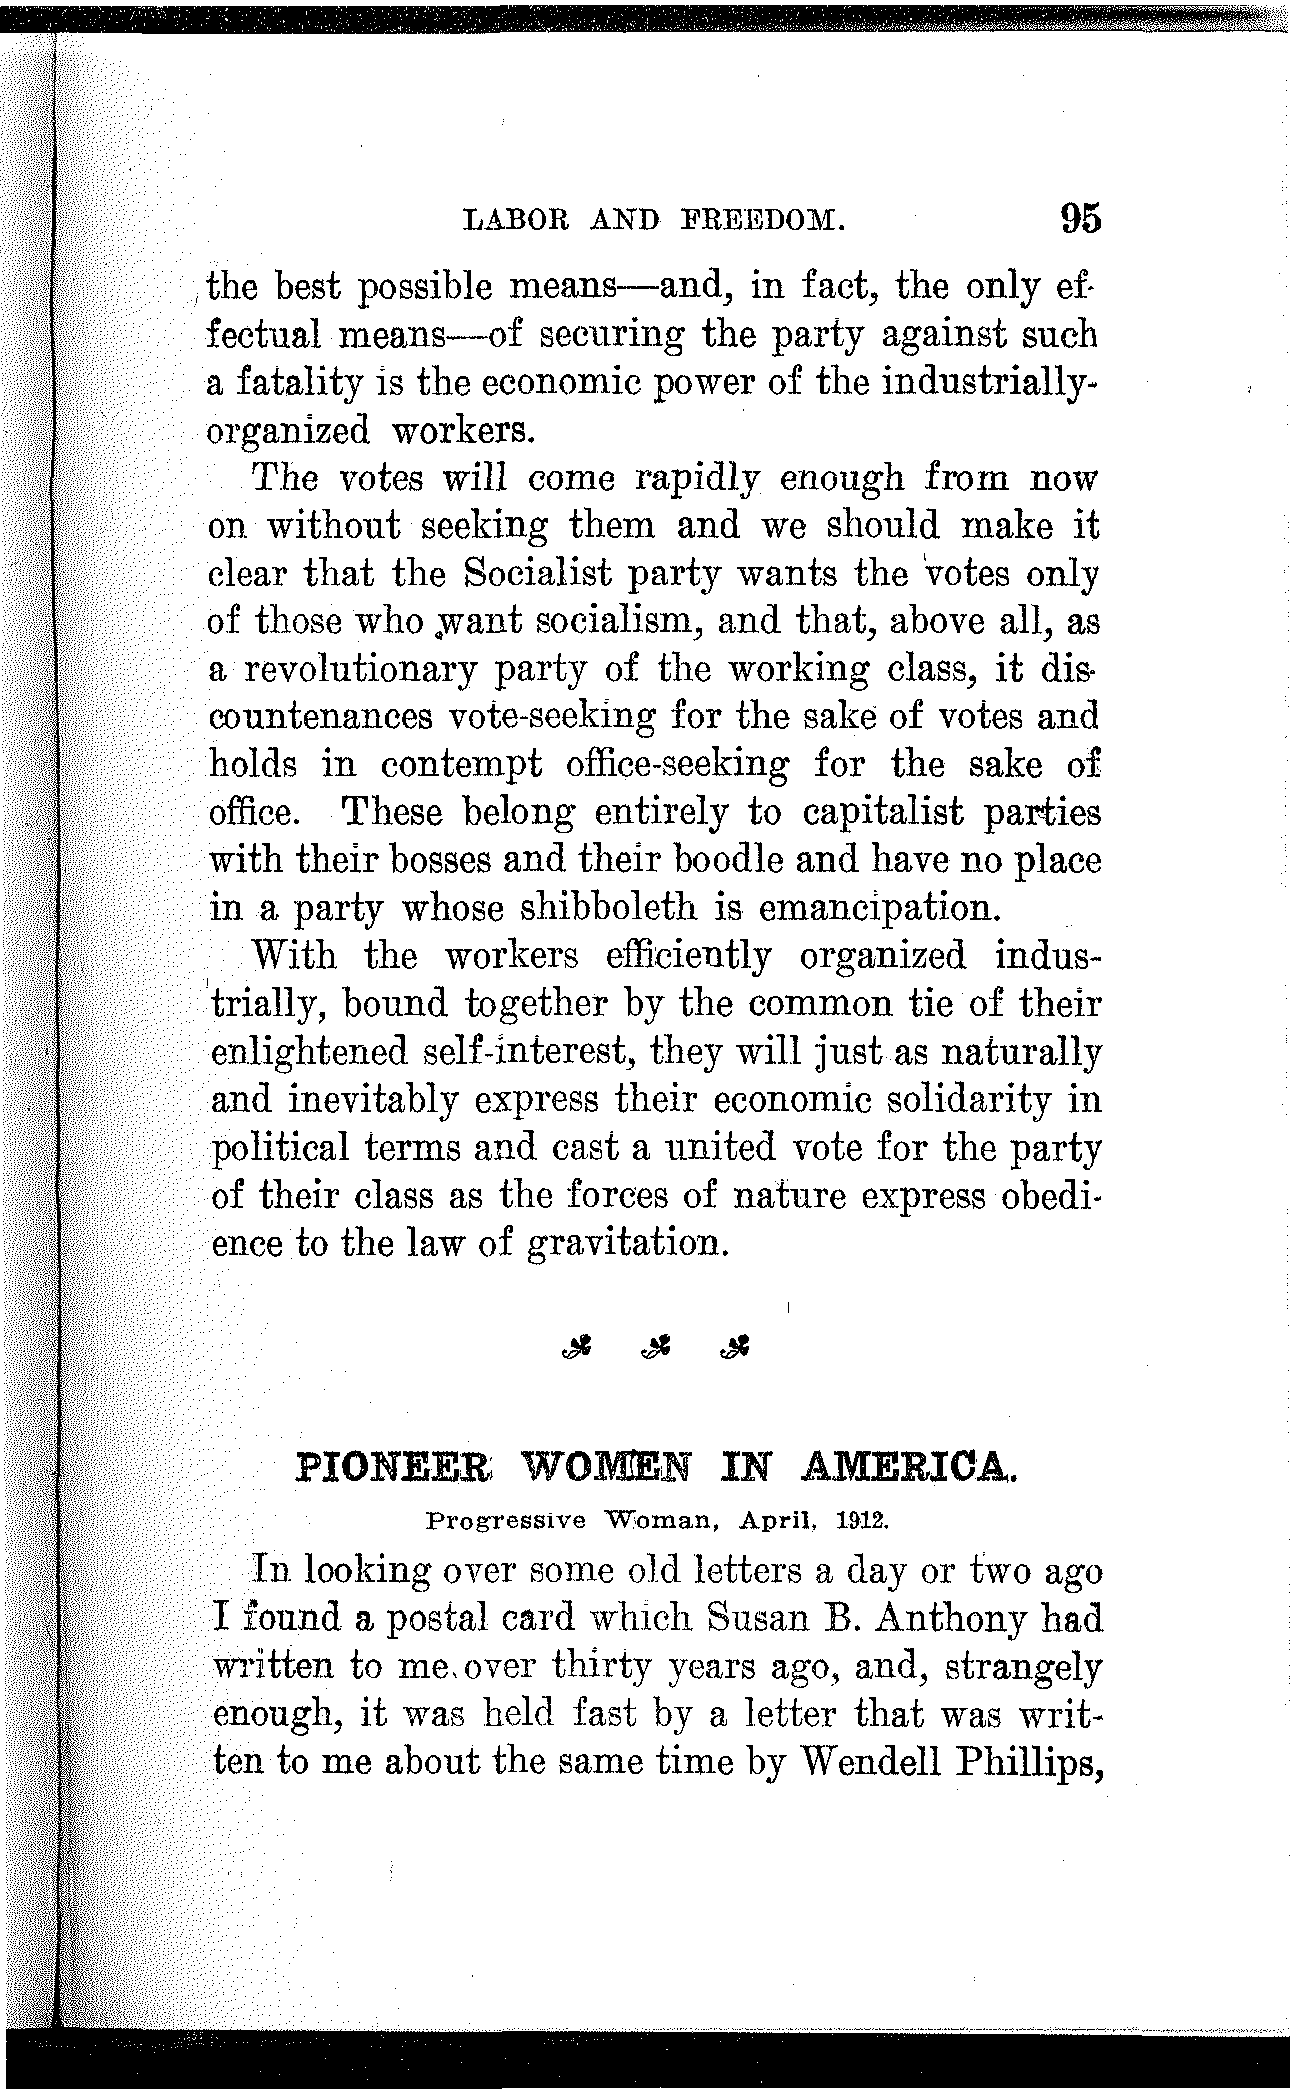 LABOR AND FREEDOM. 95
the best possible means—and, in fact, the only ef-
fectual means—of securing the party against such
a fatality is the economic power of the industrially-
organized workers.
The votes will come rapidly enough from now
on without seeking them and we should make it
clear that the Socialist party wants the votes only
of those who want socialism, and that, above all, as
a revolutionary party of the working class, it dis-
countenances vote-seeking for the sake of votes and
holds in contempt office-seeking for the sake of
office. These belong entirely to capitalist parties
with their bosses and their boodle and have no place
in a party whose shibboleth is emancipation.
With the workers efficiently organized indus-
trially, bound together by the common tie of their
enlightened self-interest, they will just as naturally
and inevitably express their economic solidarity in
political terms and cast a united vote for the party
of their class as the forces of nature express obedi-
ence to the law of gravitation.
PIONEER WOMEN IN AMERICA.
Progressive Woman, April, 1912.
In looking over some old letters a day or two ago
I found a postal card which Susan B. Anthony had
written to me over thirty years ago, and, strangely
enough, it was held fast by a letter that was writ-
ten to me about the same time by Wendell Phillips,